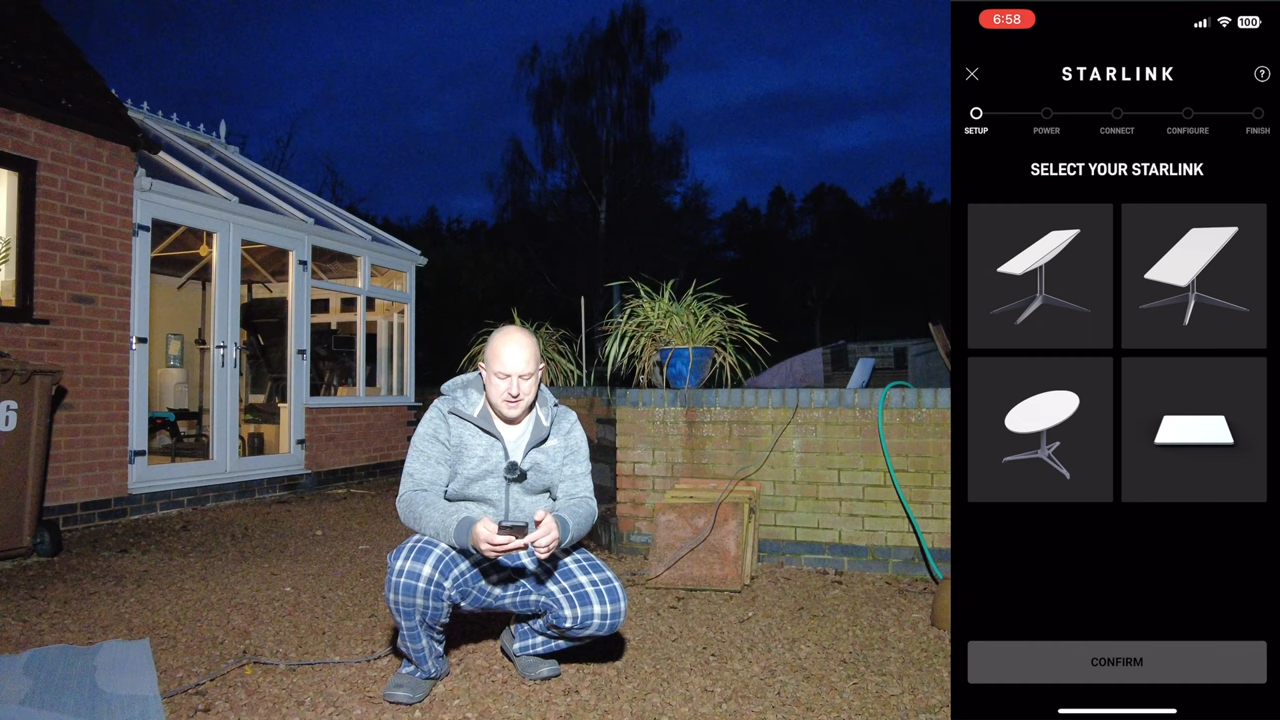 6
6:58
100
STARLINK
?
SETUP POWER CONNECT CONFIGURE FINISH
SELECT YOUR STARLINK
CONFIRM